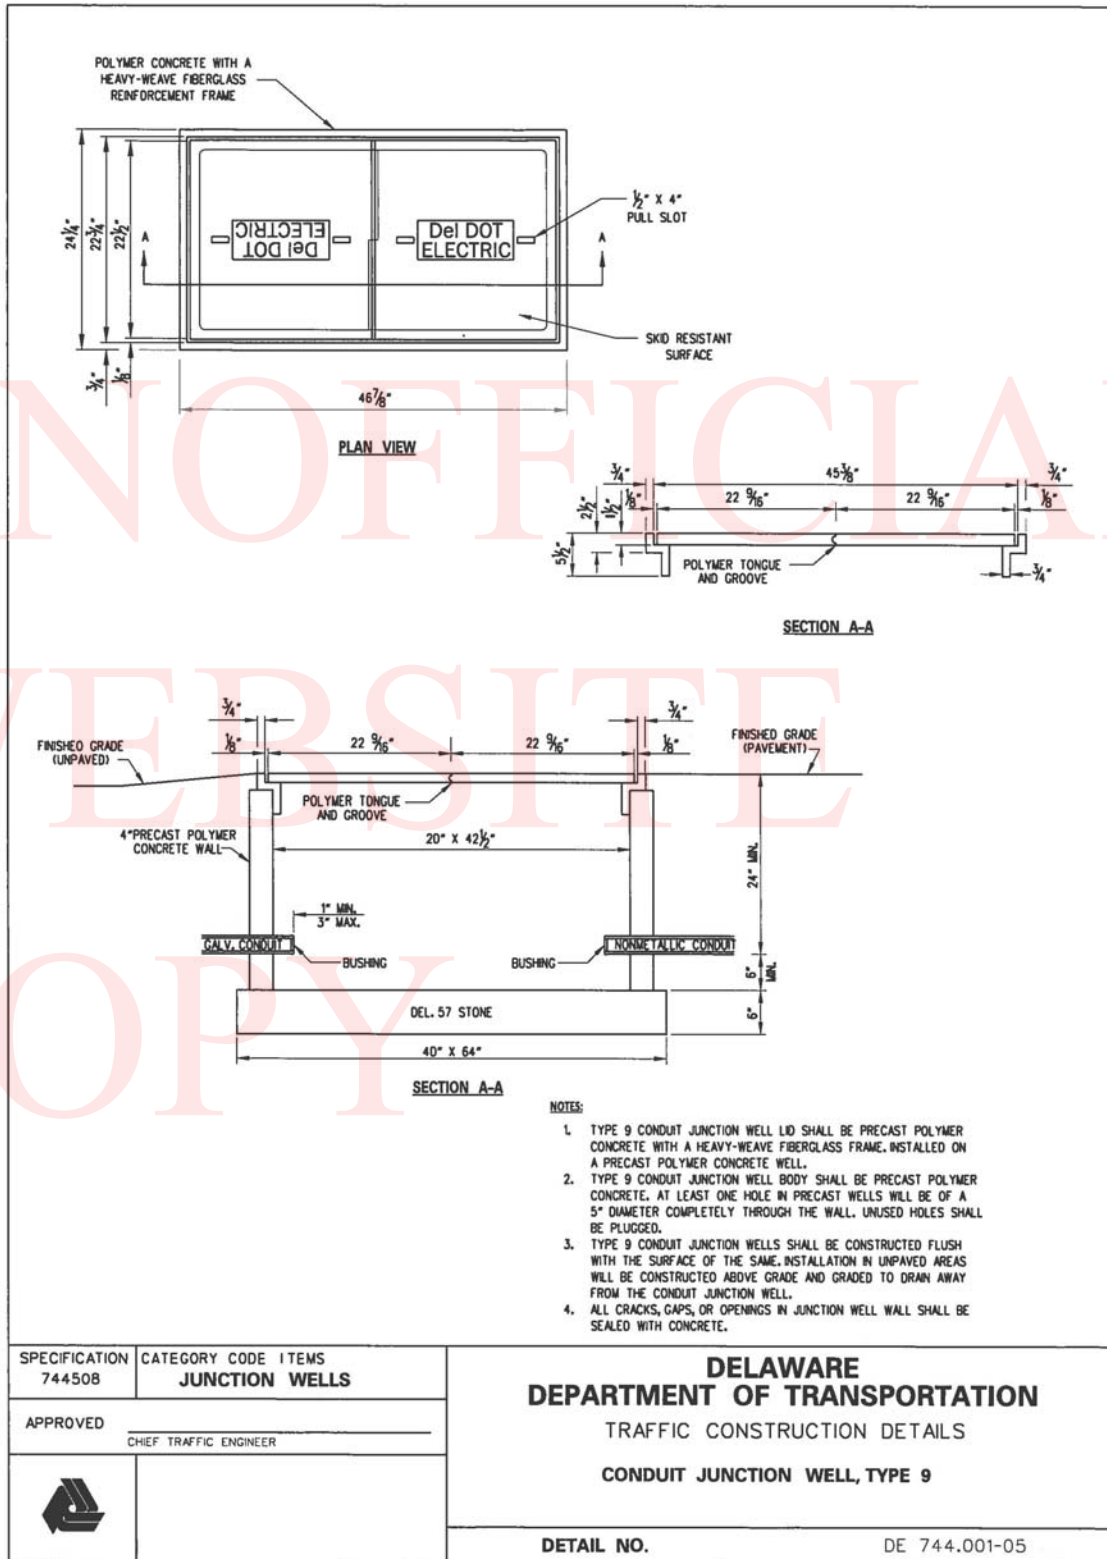 POLYMER CONCRETE WITH A
HEAVY-WEAVE FIBERGLASS
REINFORCEMENT FRAME
24¼"
22¾"
22½"
A
A
Del DOT
ELECTRIC
Del DOT
ELECTRIC
½" X 4"
PULL SLOT
SKID RESISTANT
SURFACE
¾"
⅛"
46⅞"
PLAN VIEW
UNOFFICIAL
WEBSITE
COPY
¾"
45⅜"
¾"
⅛"
22 9/16"
22 9/16"
⅛"
2½"
1½"
5½"
POLYMER TONGUE
AND GROOVE
¾"
SECTION A-A
¾"
¾"
FINISHED GRADE
(UNPAVED)
⅛"
22 9/16"
22 9/16"
⅛"
FINISHED GRADE
(PAVEMENT)
POLYMER TONGUE
AND GROOVE
4" PRECAST POLYMER
CONCRETE WALL
20" X 42½"
24" MIN.
1" MIN.
3" MAX.
GALV. CONDUIT
BUSHING
BUSHING
NONMETALLIC CONDUIT
6"
MIN.
DEL. 57 STONE
6"
40" X 64"
SECTION A-A
NOTES:
1. TYPE 9 CONDUIT JUNCTION WELL LID SHALL BE PRECAST POLYMER
CONCRETE WITH A HEAVY-WEAVE FIBERGLASS FRAME. INSTALLED ON
A PRECAST POLYMER CONCRETE WELL.
2. TYPE 9 CONDUIT JUNCTION WELL BODY SHALL BE PRECAST POLYMER
CONCRETE. AT LEAST ONE HOLE IN PRECAST WELLS WILL BE OF A
5" DIAMETER COMPLETELY THROUGH THE WALL. UNUSED HOLES SHALL
BE PLUGGED.
3. TYPE 9 CONDUIT JUNCTION WELLS SHALL BE CONSTRUCTED FLUSH
WITH THE SURFACE OF THE SAME. INSTALLATION IN UNPAVED AREAS
WILL BE CONSTRUCTED ABOVE GRADE AND GRADED TO DRAIN AWAY
FROM THE CONDUIT JUNCTION WELL.
4. ALL CRACKS, GAPS, OR OPENINGS IN JUNCTION WELL WALL SHALL BE
SEALED WITH CONCRETE.
SPECIFICATION
744508
CATEGORY CODE ITEMS
JUNCTION WELLS
APPROVED
CHIEF TRAFFIC ENGINEER
DELAWARE
DEPARTMENT OF TRANSPORTATION
TRAFFIC CONSTRUCTION DETAILS
CONDUIT JUNCTION WELL, TYPE 9
DETAIL NO. DE 744.001-05